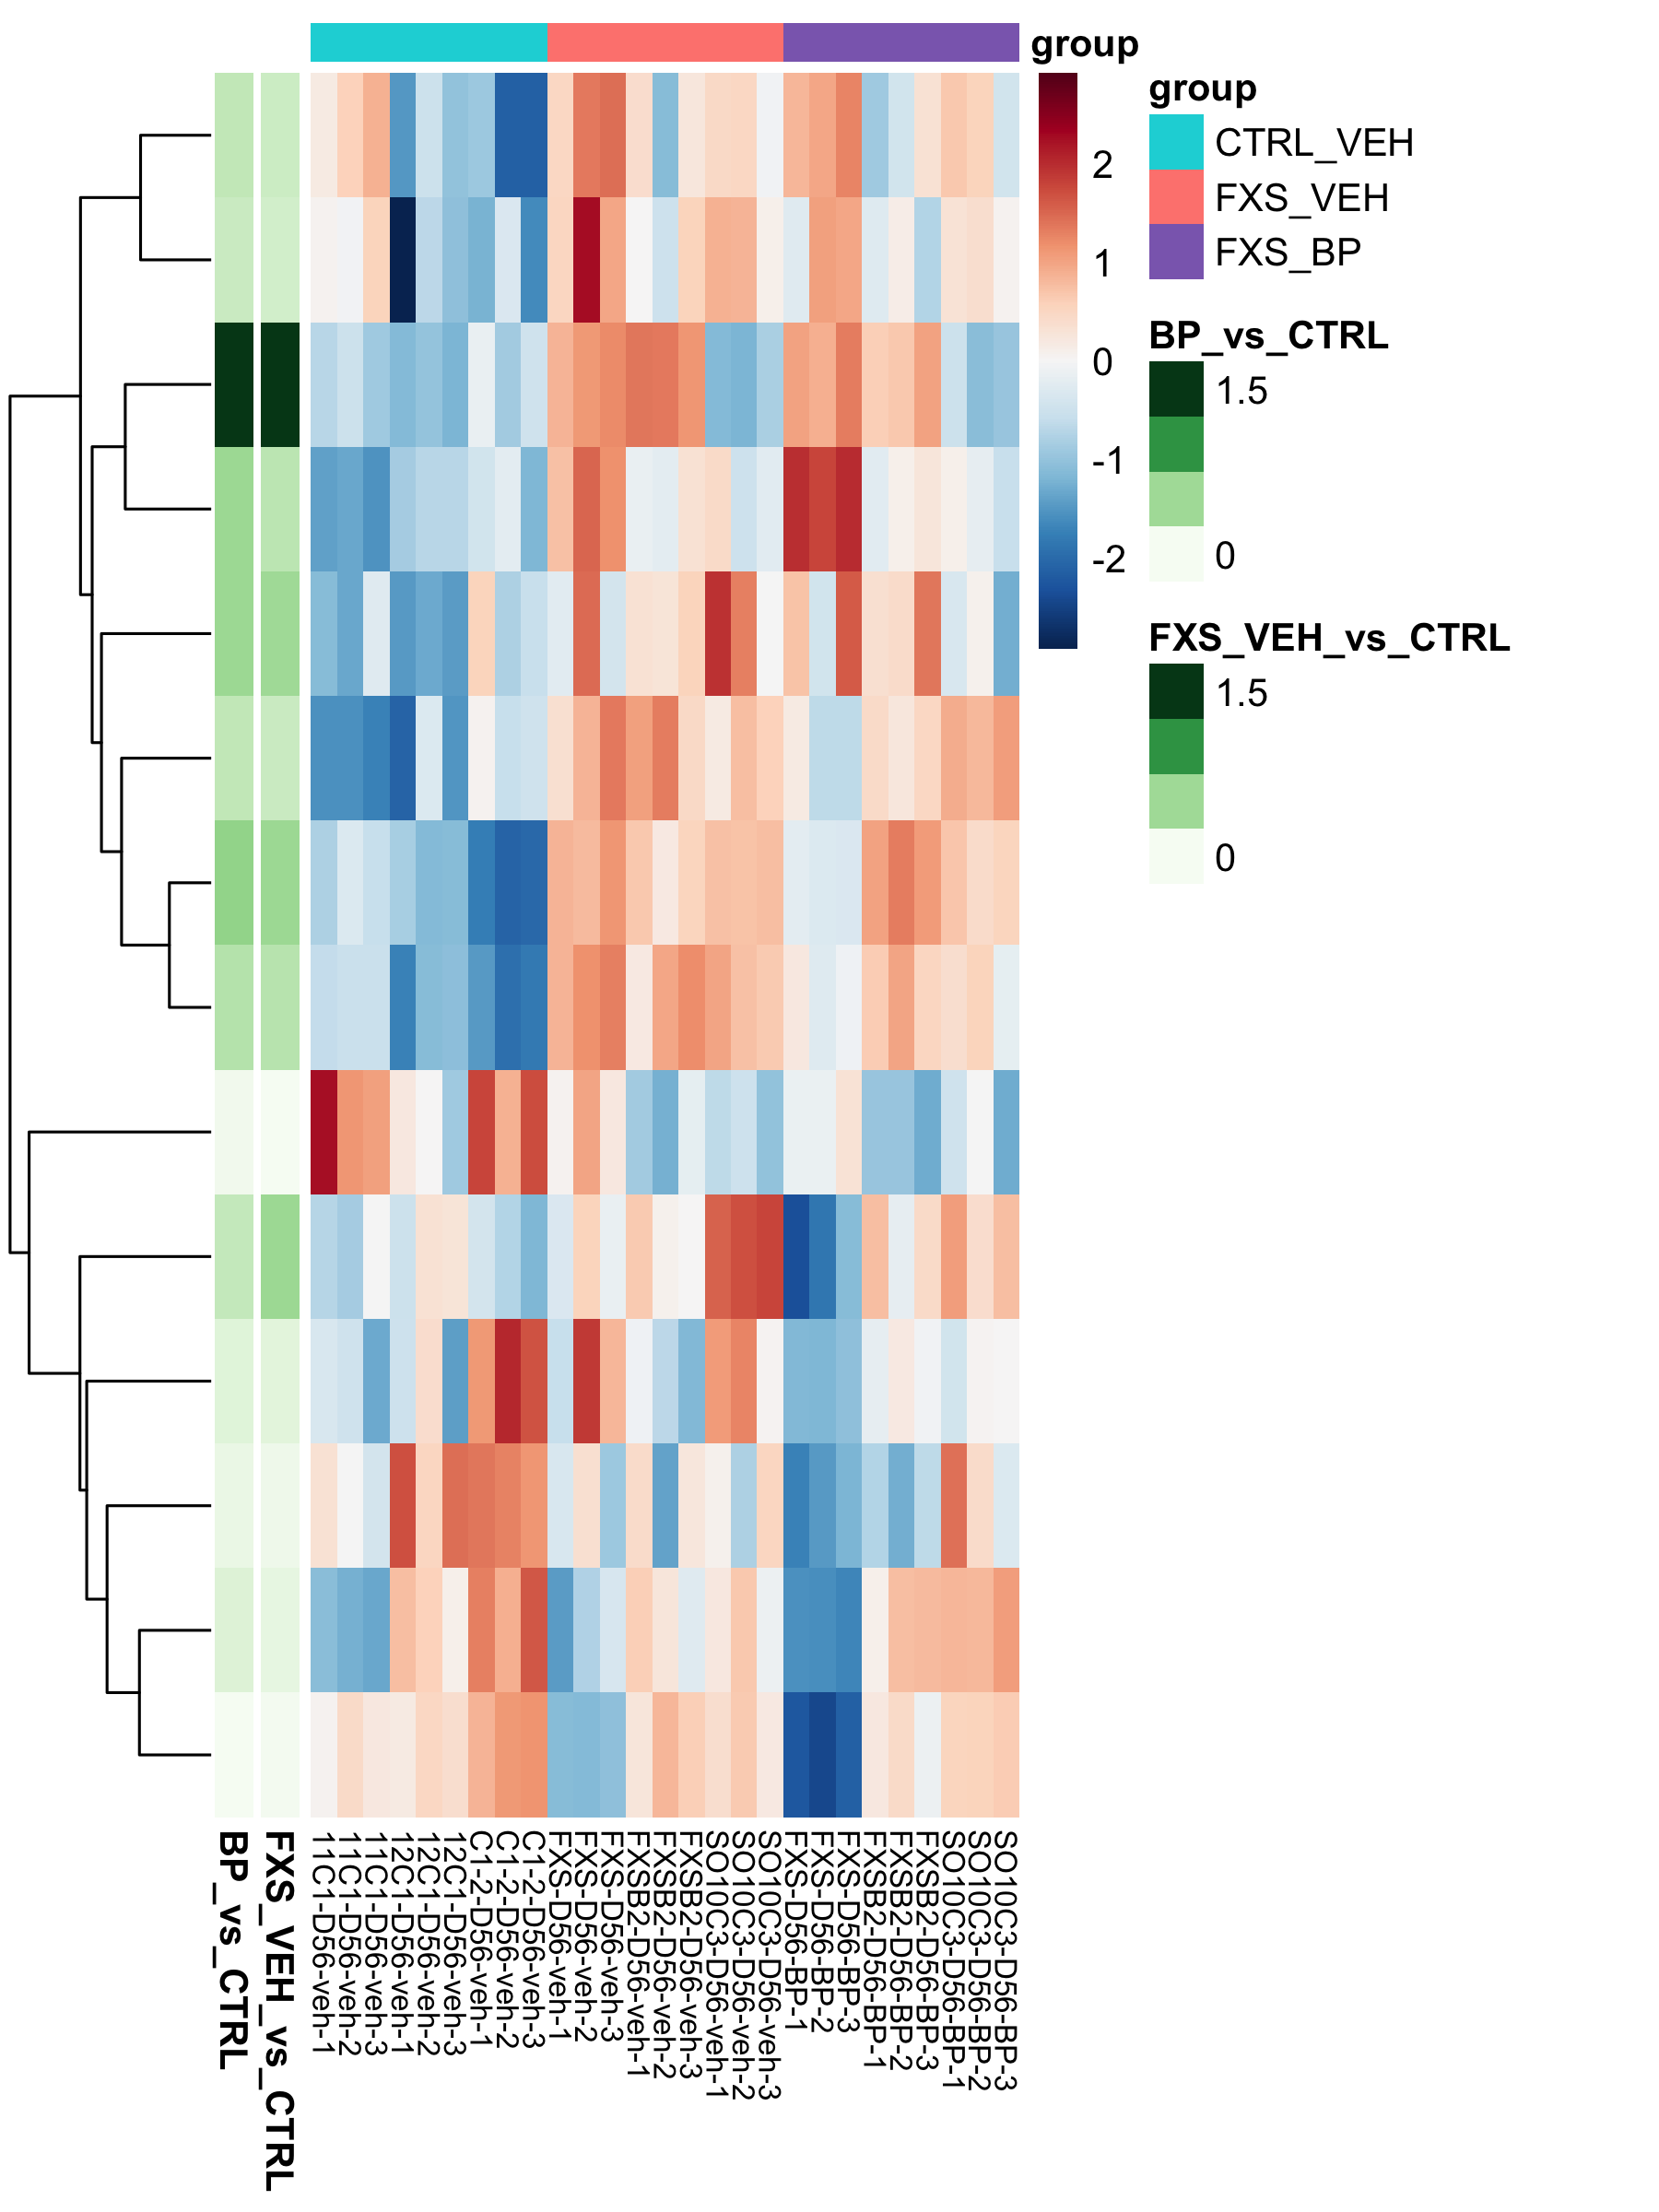 group
2
1
0
-1
-2
group
CTRL_VEH
FXS_VEH
FXS_BP
BP_vs_CTRL
1.5
0
FXS_VEH_vs_CTRL
1.5
0
BP_vs_CTRL
FXS_VEH_vs_CTRL
11C1-D56-veh-1
11C1-D56-veh-2
11C1-D56-veh-3
12C1-D56-veh-1
12C1-D56-veh-2
12C1-D56-veh-3
C1-2-D56-veh-1
C1-2-D56-veh-2
C1-2-D56-veh-3
FXS-D56-veh-1
FXS-D56-veh-2
FXS-D56-veh-3
FXSB2-D56-veh-1
FXSB2-D56-veh-2
FXSB2-D56-veh-3
SO10C3-D56-veh-1
SO10C3-D56-veh-2
SO10C3-D56-veh-3
FXS-D56-BP-1
FXS-D56-BP-2
FXS-D56-BP-3
FXSB2-D56-BP-1
FXSB2-D56-BP-2
FXSB2-D56-BP-3
SO10C3-D56-BP-1
SO10C3-D56-BP-2
SO10C3-D56-BP-3